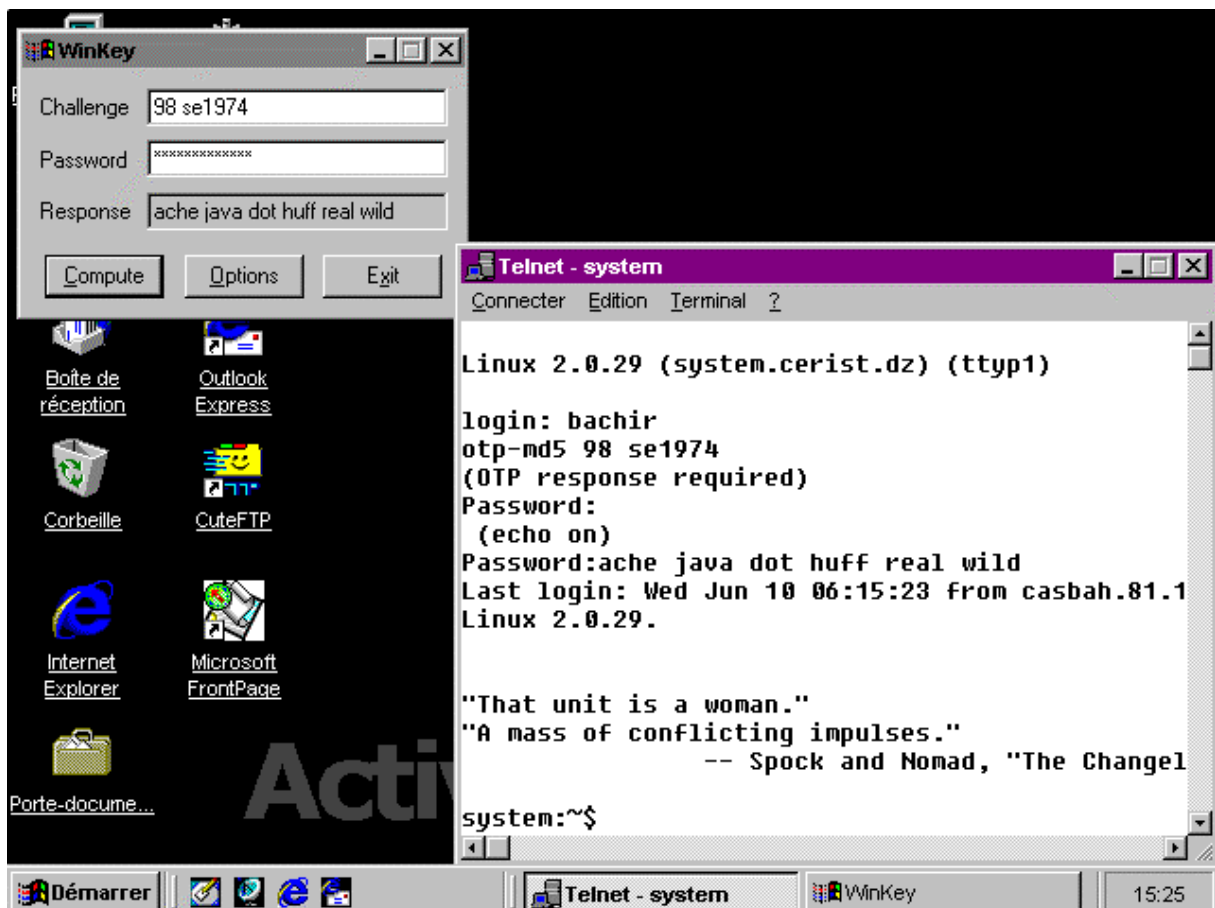 WinKey
Challenge 98 se1974
Password *************
Response ache java dot huff real wild
Compute Options Exit
Telnet - system
Connecter Edition Terminal ?
Linux 2.0.29 (system.cerist.dz) (ttyp1)
login: bachir
otp-md5 98 se1974
(OTP response required)
Password:
(echo on)
Password:ache java dot huff real wild
Last login: Wed Jun 10 06:15:23 from casbah.81.1
Linux 2.0.29.
"That unit is a woman."
"A mass of conflicting impulses."
-- Spock and Nomad, "The Changel
system:~$
Boîte de
réception
Outlook
Express
Corbeille
CuteFTP
Internet
Explorer
Microsoft
FrontPage
Porte-docume...
Activ
Démarrer
Telnet - system
WinKey
15:25